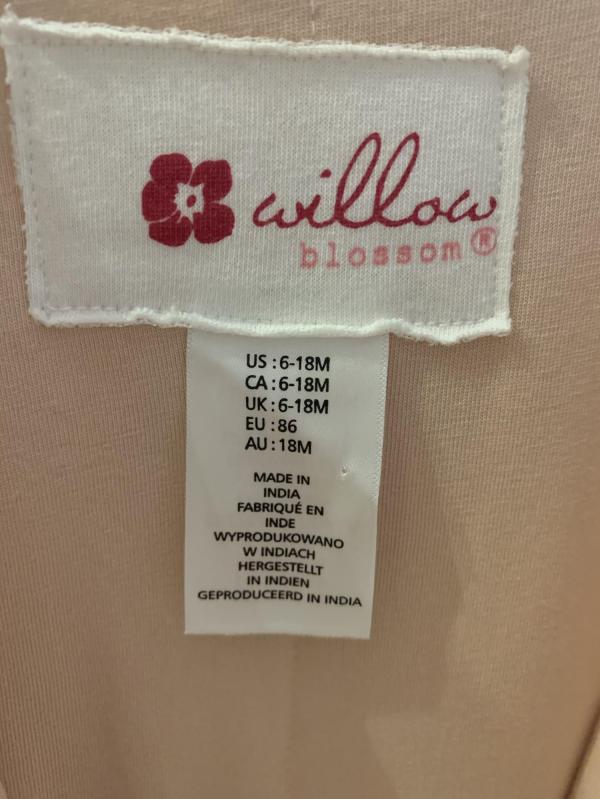 willow
blossom®
US : 6-18M
CA : 6-18M
UK : 6-18M
EU : 86
AU : 18M
MADE IN
INDIA
FABRIQUÉ EN
INDE
WYPRODUKOWANO
W INDIACH
HERGESTELLT
IN INDIEN
GEPRODUCEERD IN INDIA